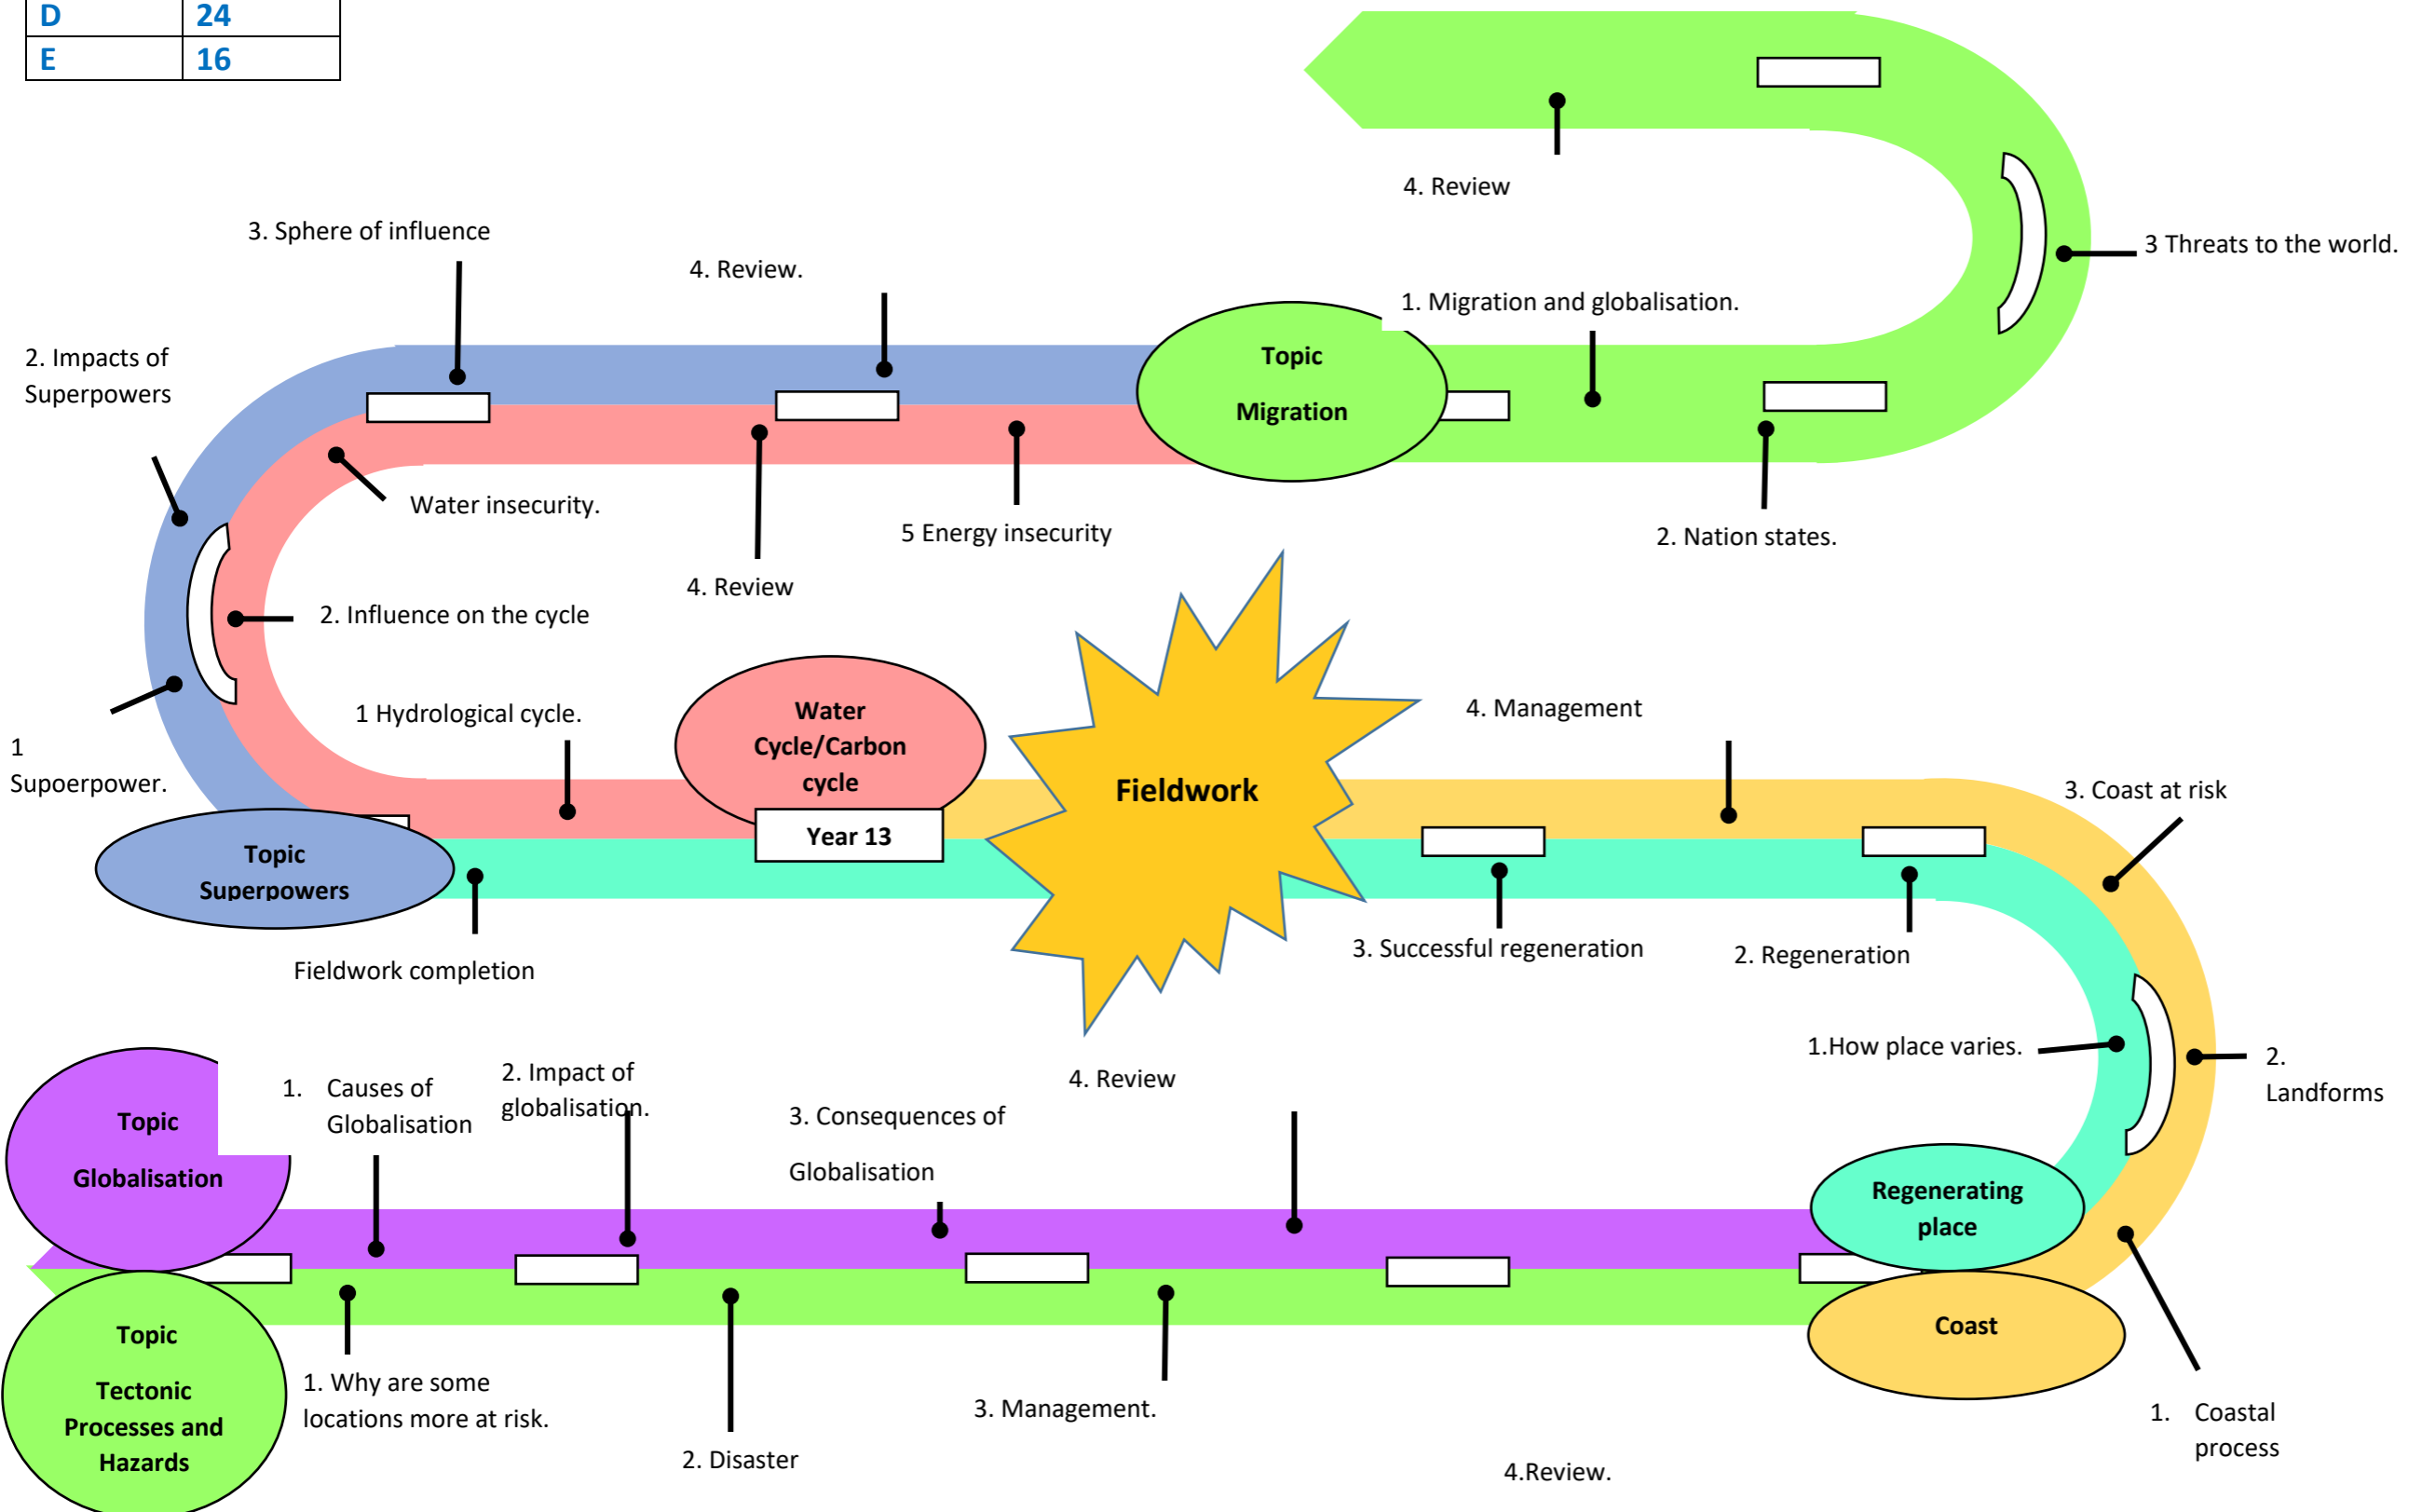 D 24
E 16
4. Review
3 Threats to the world.
3. Sphere of influence
4. Review.
1. Migration and globalisation.
2. Impacts of
Superpowers
Topic
Migration
Water insecurity.
5 Energy insecurity
2. Nation states.
4. Review
2. Influence on the cycle
1 Hydrological cycle.
Water
Cycle/Carbon
cycle
Year 13
Fieldwork
4. Management
3. Coast at risk
1
Supoerpower.
Topic
Superpowers
Fieldwork completion
3. Successful regeneration
2. Regeneration
1.How place varies.
2.
Landforms
Topic
Globalisation
1. Causes of
Globalisation
2. Impact of
globalisation.
3. Consequences of
Globalisation
4. Review
Regenerating
place
Coast
Topic
Tectonic
Processes and
Hazards
1. Why are some
locations more at risk.
2. Disaster
3. Management.
4.Review.
1. Coastal
process